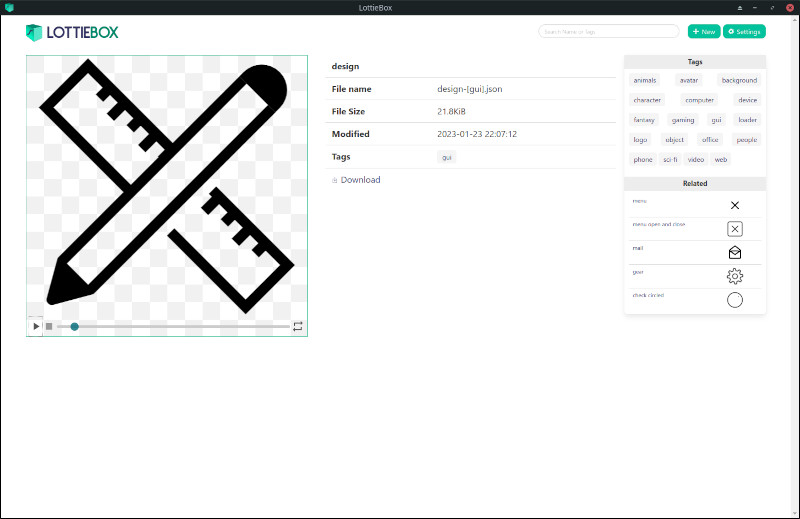 LottieBox
LOTTIEBOX
Search Name or Tags
New
Settings
design
File name design-[gui].json
File Size 21.8KiB
Modified 2023-01-23 22:07:12
Tags gui
Download
Tags
animals avatar background
character computer device
fantasy gaming gui loader
logo object office people
phone sci-fi video web
Related
menu
menu open and close
mail
gear
check circled